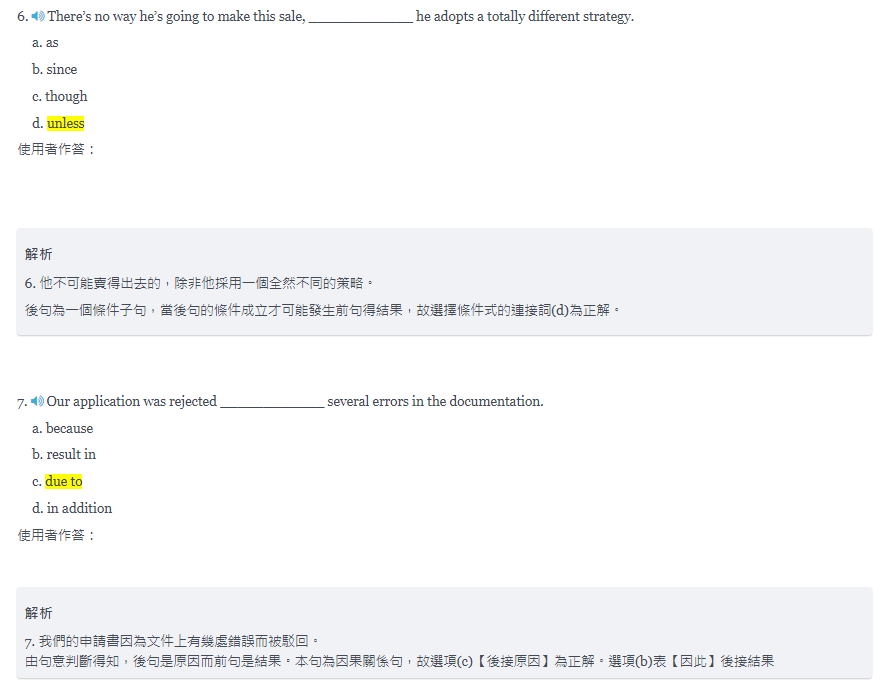 6. There’s no way he’s going to make this sale, ______________ he adopts a totally different strategy.
a. as
b. since
c. though
d. unless
使用者作答：
解析
6. 他不可能賣得出去的，除非他採用一個全然不同的策略。
後句為一個條件子句，當後句的條件成立才可能發生前句得結果，故選擇條件式的連接詞(d)為正解。
7. Our application was rejected ______________ several errors in the documentation.
a. because
b. result in
c. due to
d. in addition
使用者作答：
解析
7. 我們的申請書因為文件上有幾處錯誤而被駁回。
由句意判斷得知，後句是原因而前句是結果。本句為因果關係句，故選項(c)【後接原因】為正解。選項(b)表【因此】後接結果